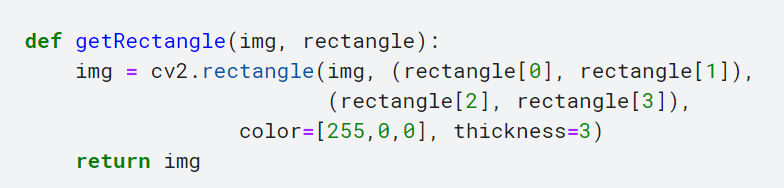 def getRectangle(img, rectangle):
    img = cv2.rectangle(img, (rectangle[0], rectangle[1]),
                        (rectangle[2], rectangle[3]),
                 color=[255,0,0], thickness=3)
    return img